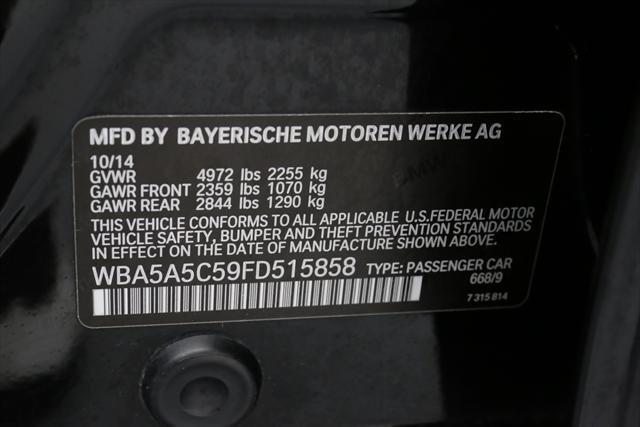 MFD BY BAYERISCHE MOTOREN WERKE AG
10/14
GVWR 4972 lbs 2255 kg
GAWR FRONT 2359 lbs 1070 kg
GAWR REAR 2844 lbs 1290 kg
THIS VEHICLE CONFORMS TO ALL APPLICABLE U.S.FEDERAL MOTOR
VEHICLE SAFETY, BUMPER AND THEFT PREVENTION STANDARDS
IN EFFECT ON THE DATE OF MANUFACTURE SHOWN ABOVE.
WBA5A5C59FD515858 TYPE: PASSENGER CAR
668/9
7 315 814